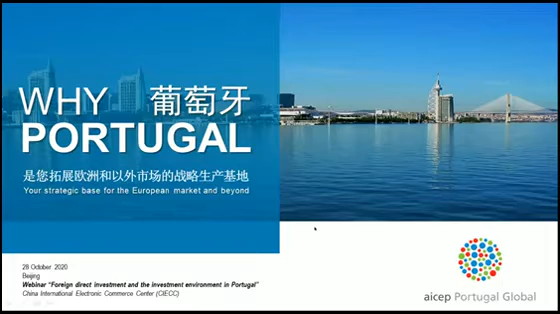 WHY 葡萄牙
PORTUGAL
是您拓展欧洲和以外市场的战略生产基地
Your strategic base for the European market and beyond
28 October 2020
Beijing
Webinar "Foreign direct investment and the investment environment in Portugal"
China International Electronic Commerce Center (CIECC)
aicep Portugal Global